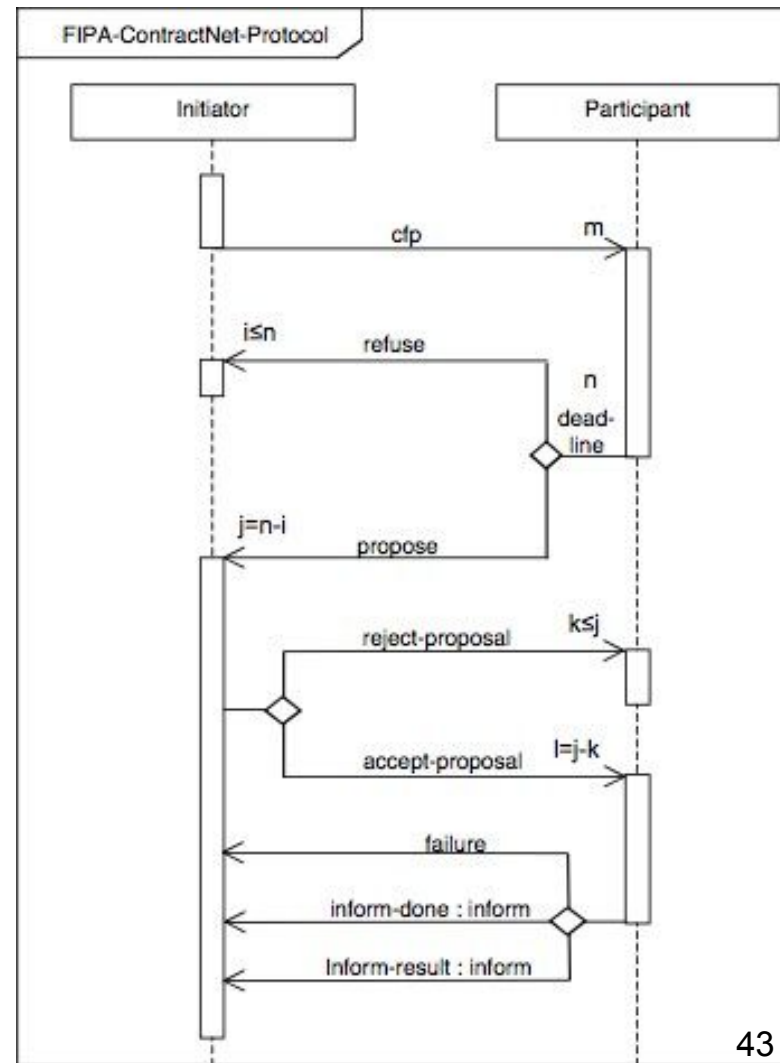 FIPA-ContractNet-Protocol
Initiator
Participant
cfp
m
i≤n
refuse
n
dead-
line
j=n-i
propose
reject-proposal
k≤j
accept-proposal
l=j-k
failure
inform-done : inform
Inform-result : inform
43